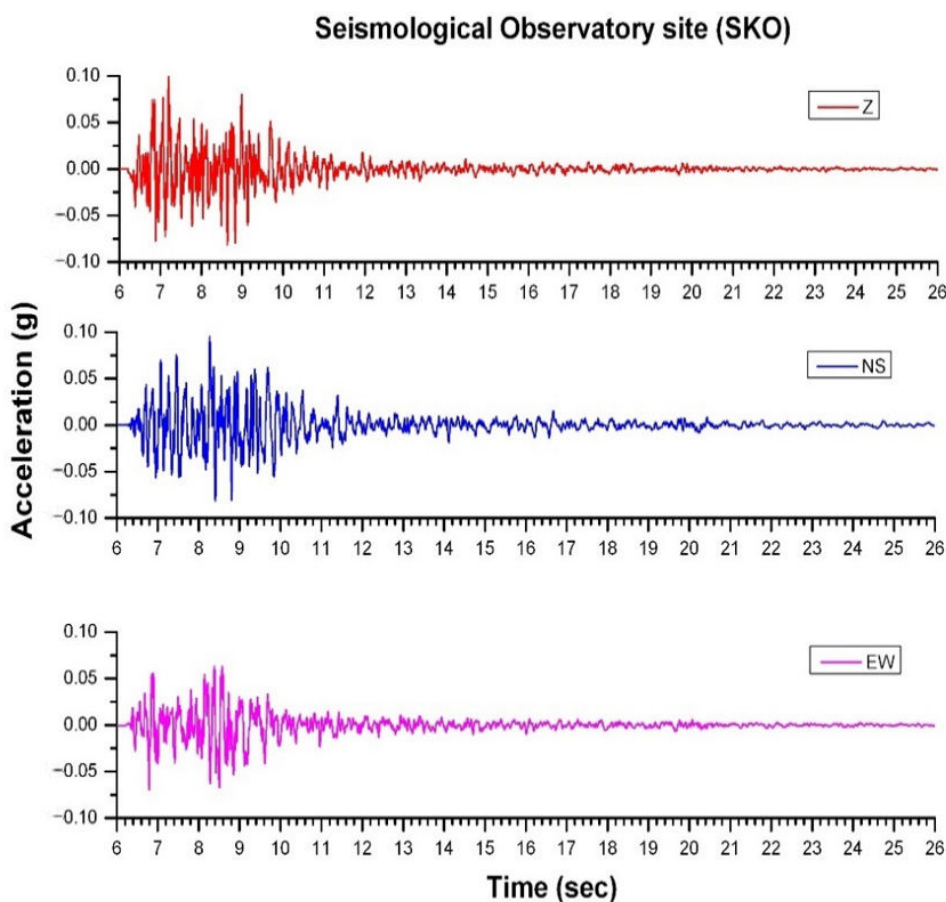 Seismological Observatory site (SKO)
Acceleration (g)
0.10
0.05
0.00
−0.05
−0.10
Z
6 7 8 9 10 11 12 13 14 15 16 17 18 19 20 21 22 23 24 25 26
0.10
0.05
0.00
−0.05
−0.10
NS
6 7 8 9 10 11 12 13 14 15 16 17 18 19 20 21 22 23 24 25 26
0.10
0.05
0.00
−0.05
−0.10
EW
6 7 8 9 10 11 12 13 14 15 16 17 18 19 20 21 22 23 24 25 26
Time (sec)